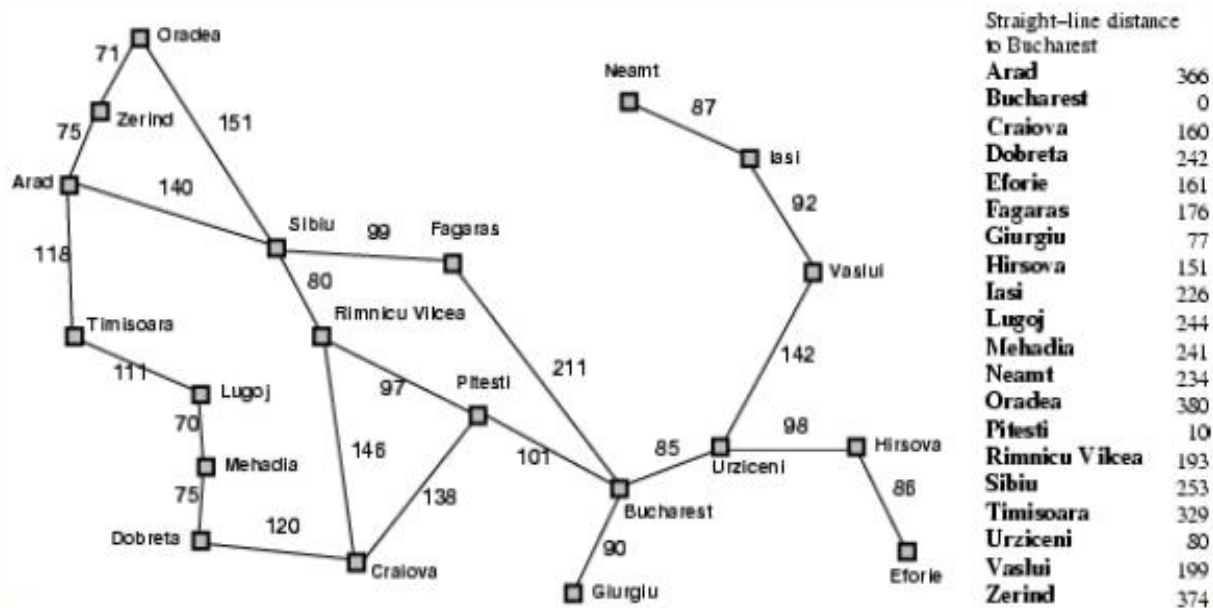 Oradea
71
Neamt
87
Zerind
151
75
Iasi
Arad
140
92
Sibiu
99
Fagaras
118
80
Vaslui
Timisoara
Rimnicu Vilcea
111
Lugoj
97
Pitesti
211
142
70
98
Hirsova
Mehadia
146
101
85
Urziceni
75
138
86
Bucharest
Dobreta
120
90
Craiova
Giurgiu
Eforie
Straight–line distance
to Bucharest
Arad 366
Bucharest 0
Craiova 160
Dobreta 242
Eforie 161
Fagaras 176
Giurgiu 77
Hirsova 151
Iasi 226
Lugoj 244
Mehadia 241
Neamt 234
Oradea 380
Pitesti 10
Rimnicu Vilcea 193
Sibiu 253
Timisoara 329
Urziceni 80
Vaslui 199
Zerind 374